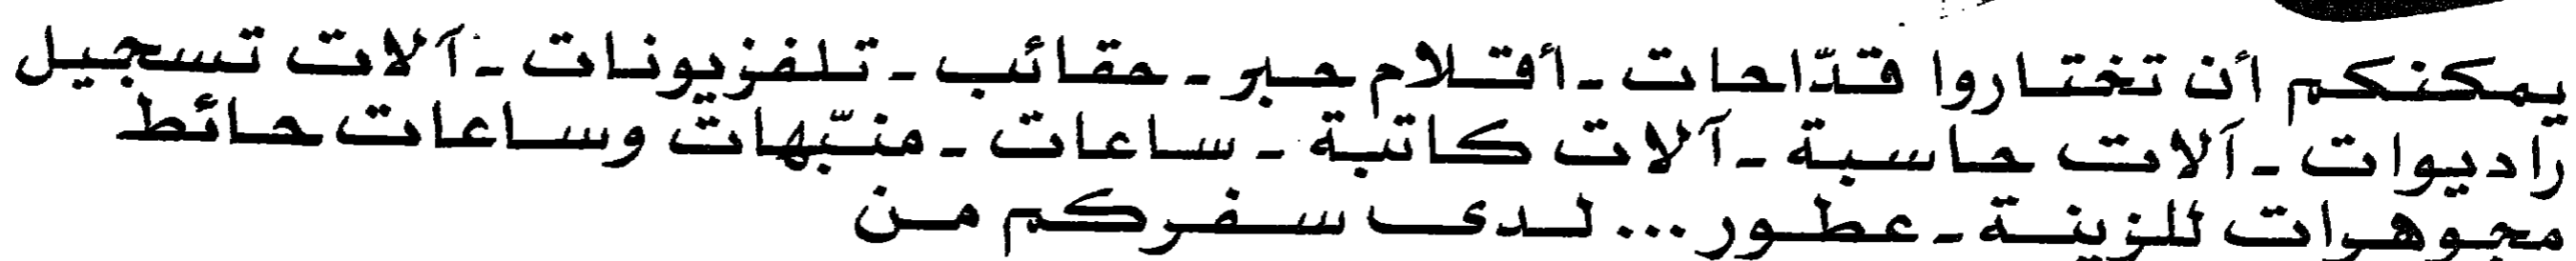 يمكنكم أن تختاروا قدّاحات ـ أقلام حبر ـ حقائب ـ تلفزيونات ـ آلات تسجيل
راديوات ـ آلات حاسبة ـ آلات كاتبة ـ ساعات ـ منبّهات وساعات حائط
مجوهرات للزينة ـ عطور ... لدى سفركم من